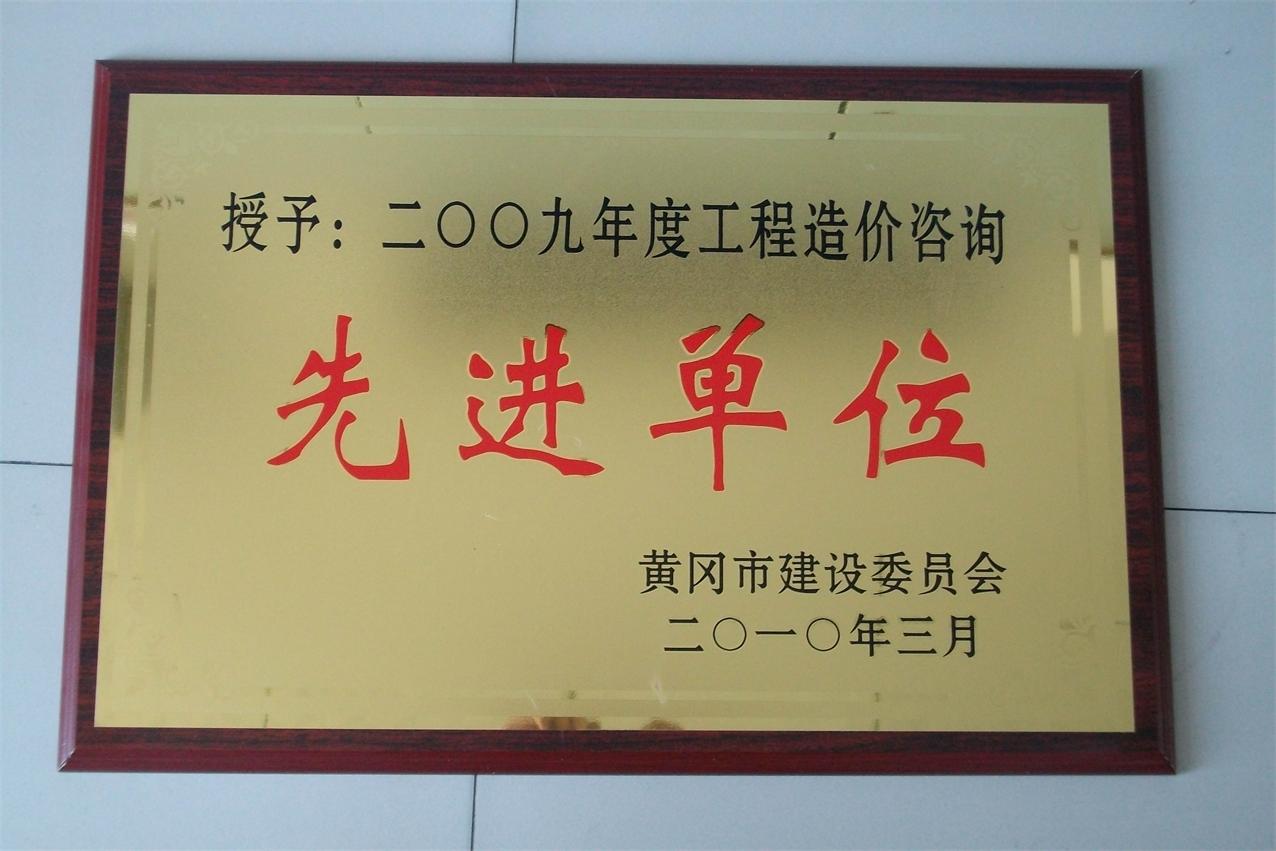 授予：二〇〇九年度工程造价咨询
先进单位
黄冈市建设委员会
二〇一〇年三月